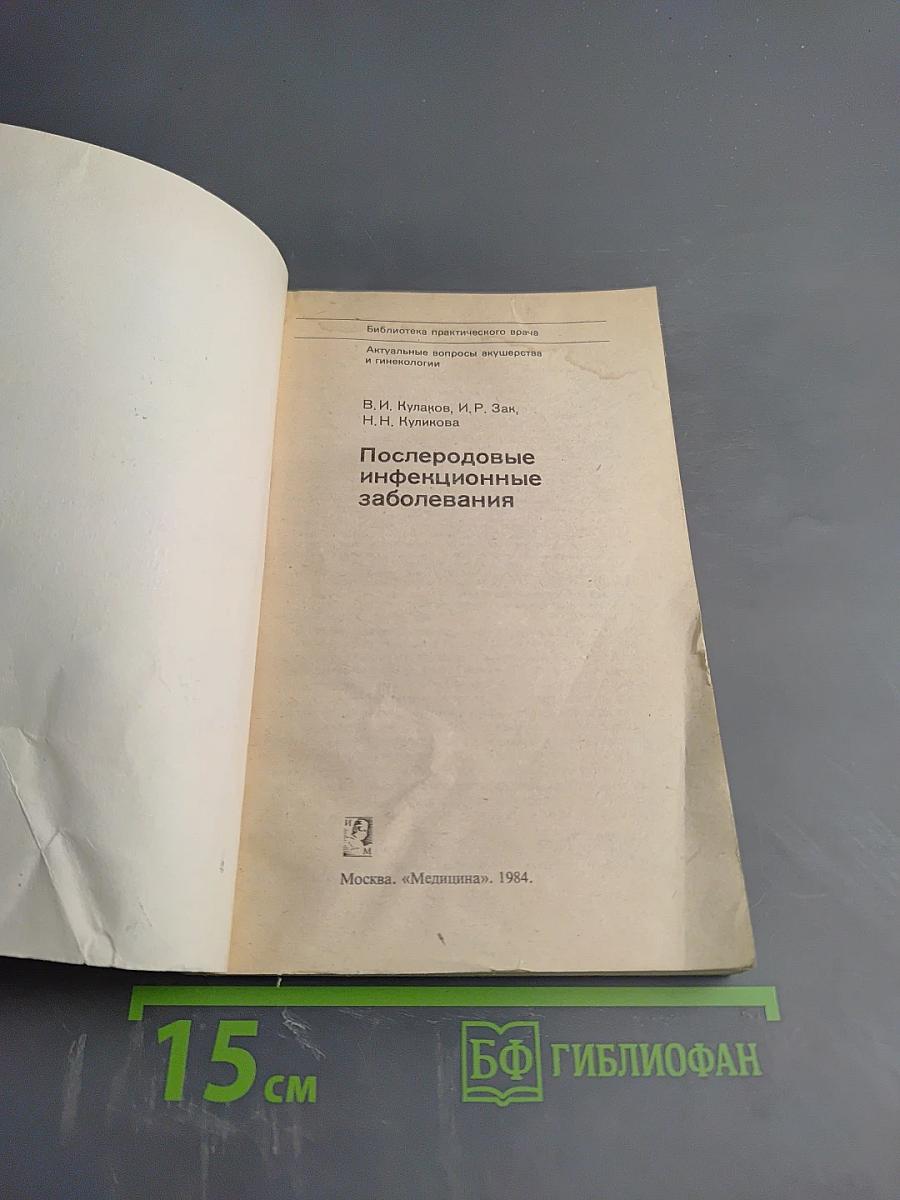 Библиотека практического врача
Актуальные вопросы акушерства
и гинекологии
В. И. Кулаков, И. Р. Зак,
Н. Н. Куликова
Послеродовые
инфекционные
заболевания
И
М
Москва. «Медицина». 1984.
15 см
БФ ГИБЛИОФАН